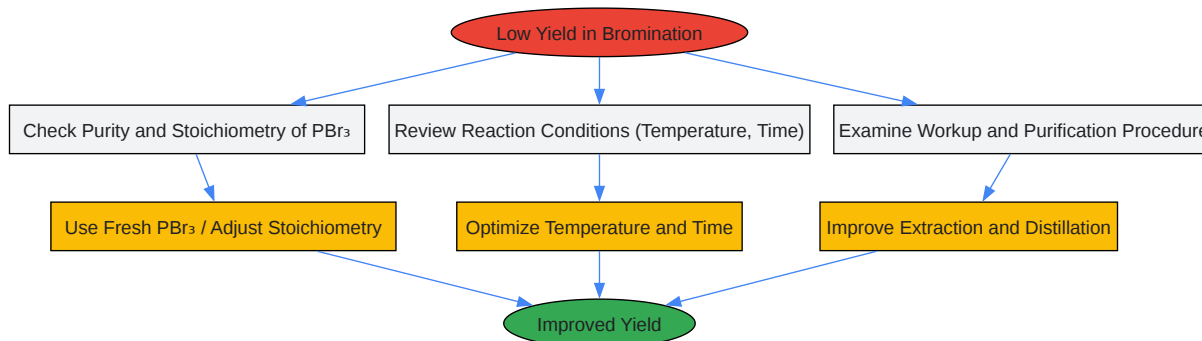 Low Yield in Bromination
Check Purity and Stoichiometry of PBr₃
Review Reaction Conditions (Temperature, Time)
Examine Workup and Purification Procedure
Use Fresh PBr₃ / Adjust Stoichiometry
Optimize Temperature and Time
Improve Extraction and Distillation
Improved Yield